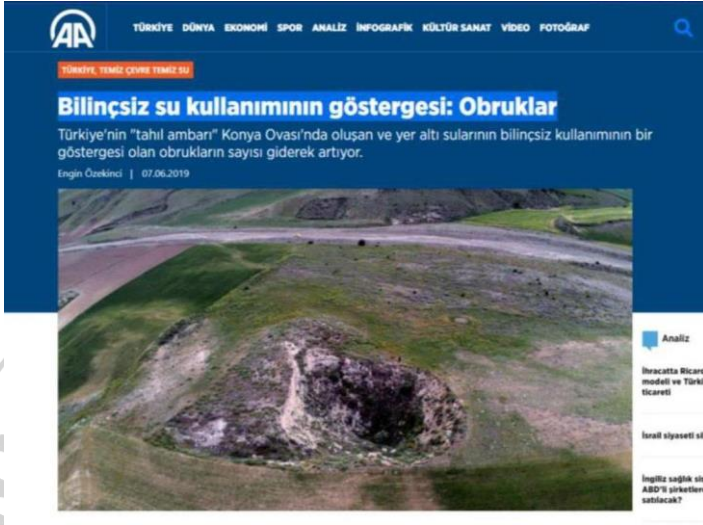 AA
TÜRKİYE DÜNYA EKONOMİ SPOR ANALİZ İNFOGRAFİK KÜLTÜR SANAT VİDEO FOTOĞRAF
TÜRKİYE, TEMİZ ÇEVRE TEMİZ SU
Bilinçsiz su kullanımının göstergesi: Obruklar
Türkiye'nin "tahıl ambarı" Konya Ovası'nda oluşan ve yer altı sularının bilinçsiz kullanımının bir
göstergesi olan obrukların sayısı giderek artıyor.
Engin Özekinci | 07.06.2019
Analiz
İhracatta
modeli ve
ticareti
İsrail siyaseti
İngiliz sağlık
ABD'li
satılacak?